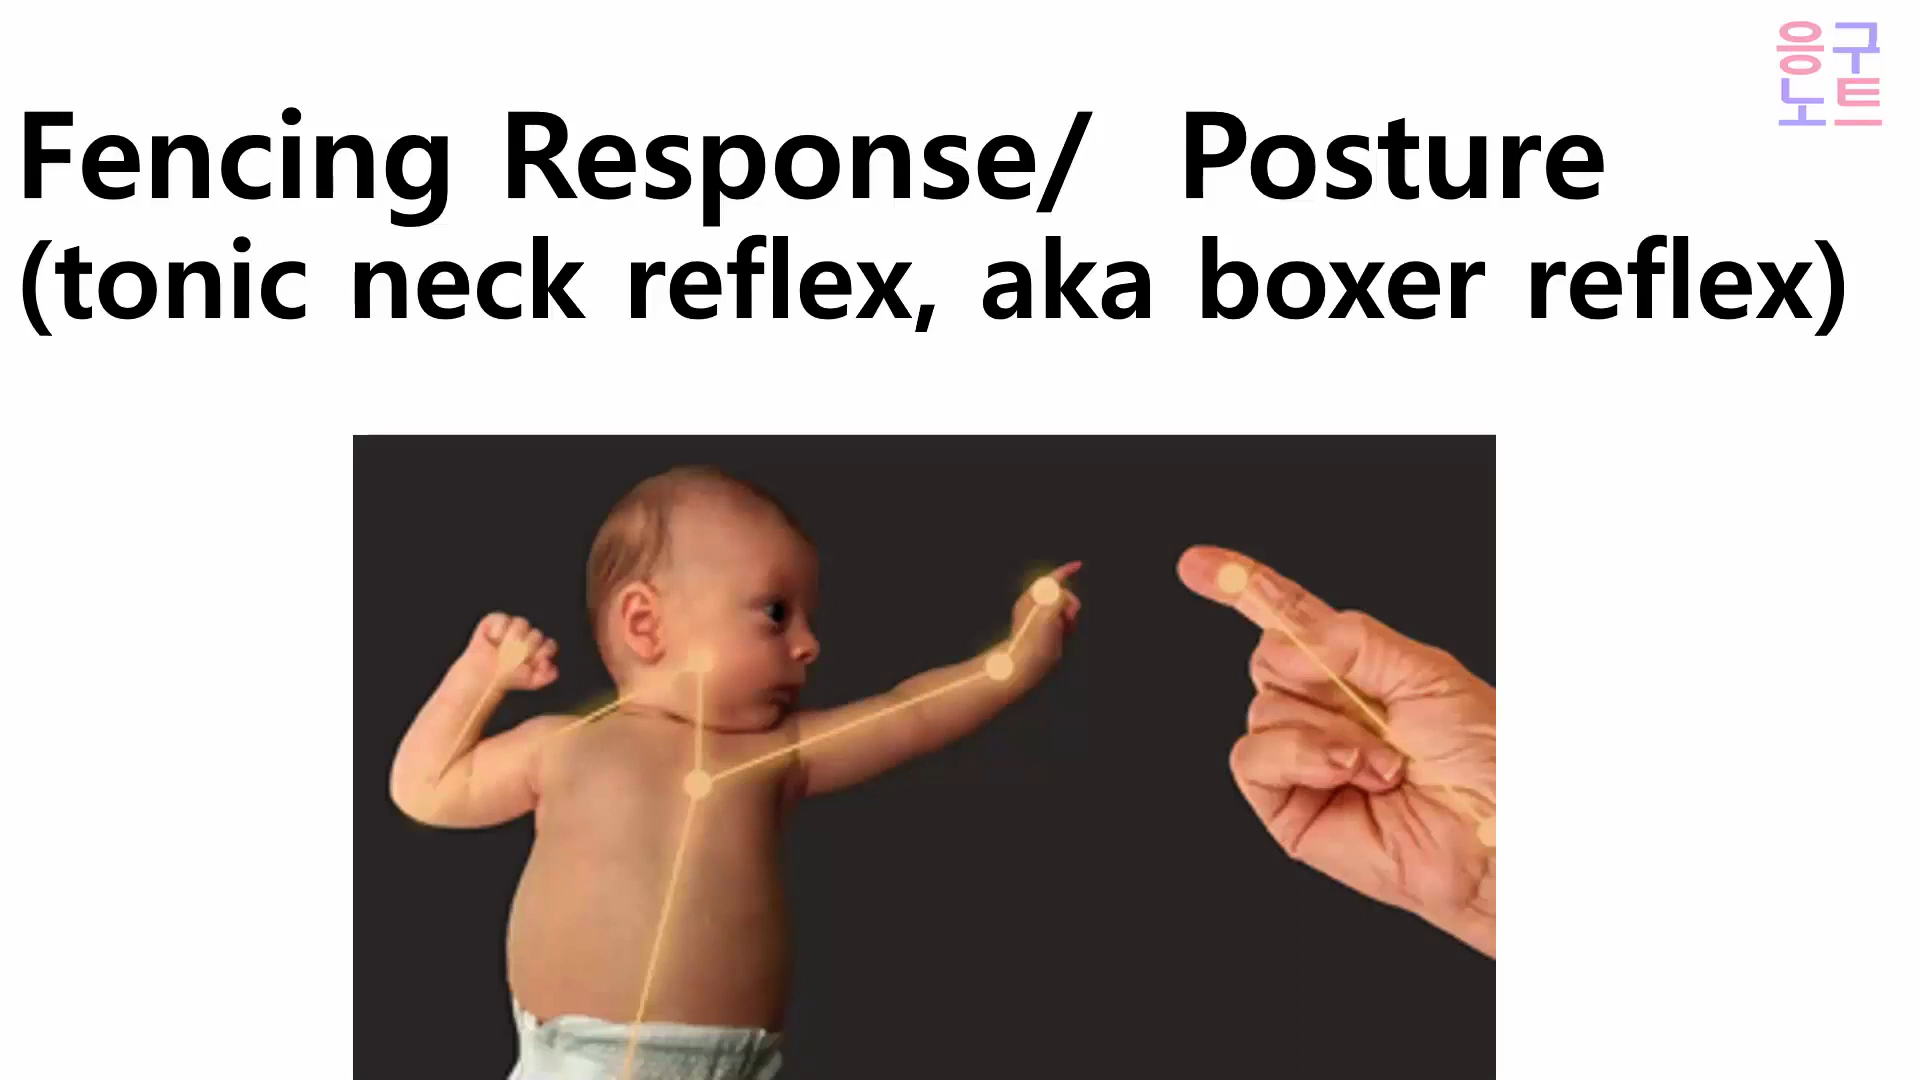 응구
노트
Fencing Response/ Posture
(tonic neck reflex, aka boxer reflex)